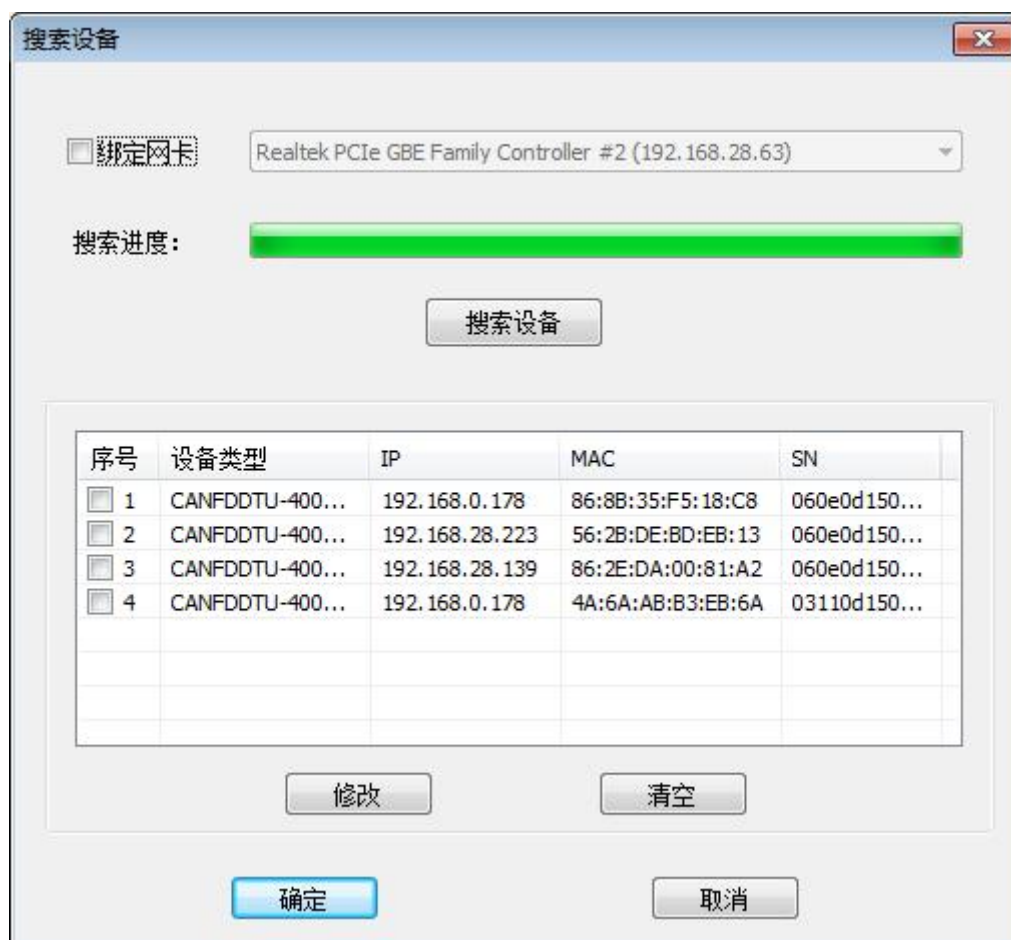 搜索设备
绑定网卡 Realtek PCIe GBE Family Controller #2 (192.168.28.63)
搜索进度:
搜索设备
序号 设备类型 IP MAC SN
1 CANFDDTU-400... 192.168.0.178 86:8B:35:F5:18:C8 060e0d150...
2 CANFDDTU-400... 192.168.28.223 56:2B:DE:BD:EB:13 060e0d150...
3 CANFDDTU-400... 192.168.28.139 86:2E:DA:00:81:A2 060e0d150...
4 CANFDDTU-400... 192.168.0.178 4A:6A:AB:B3:EB:6A 03110d150...
修改 清空
确定 取消